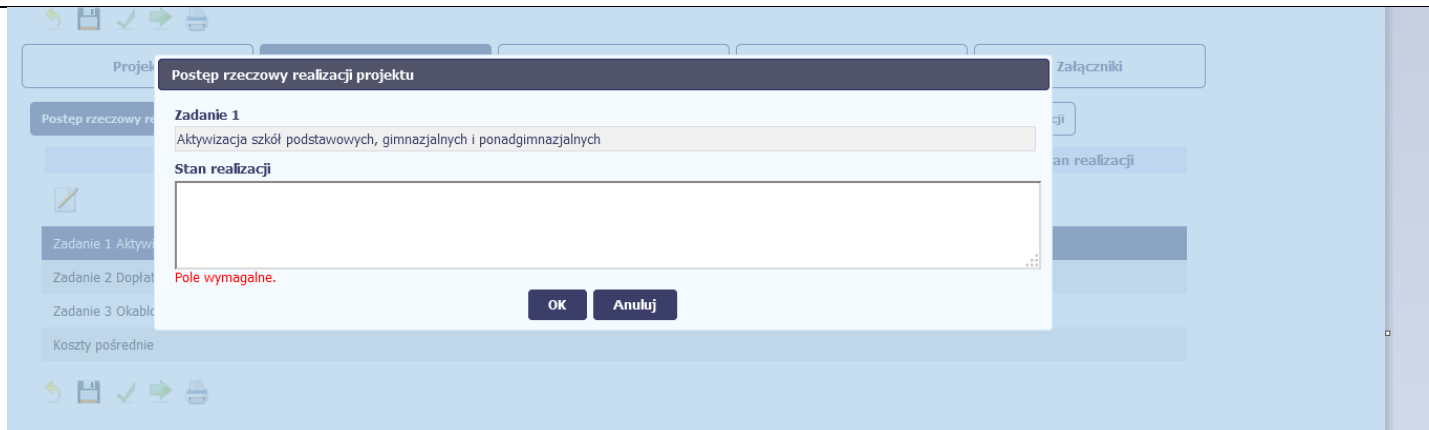 Projek
Załączniki
Postęp rzeczowy realizacji projektu
Postęp rzeczowy re
cji
Zadanie 1
Aktywizacja szkół podstawowych, gimnazjalnych i ponadgimnazjalnych
an realizacji
Stan realizacji
Zadanie 1 Aktywi
Zadanie 2 Dopłat
Pole wymagalne.
OK Anuluj
Zadanie 3 Okablo
Koszty pośrednie